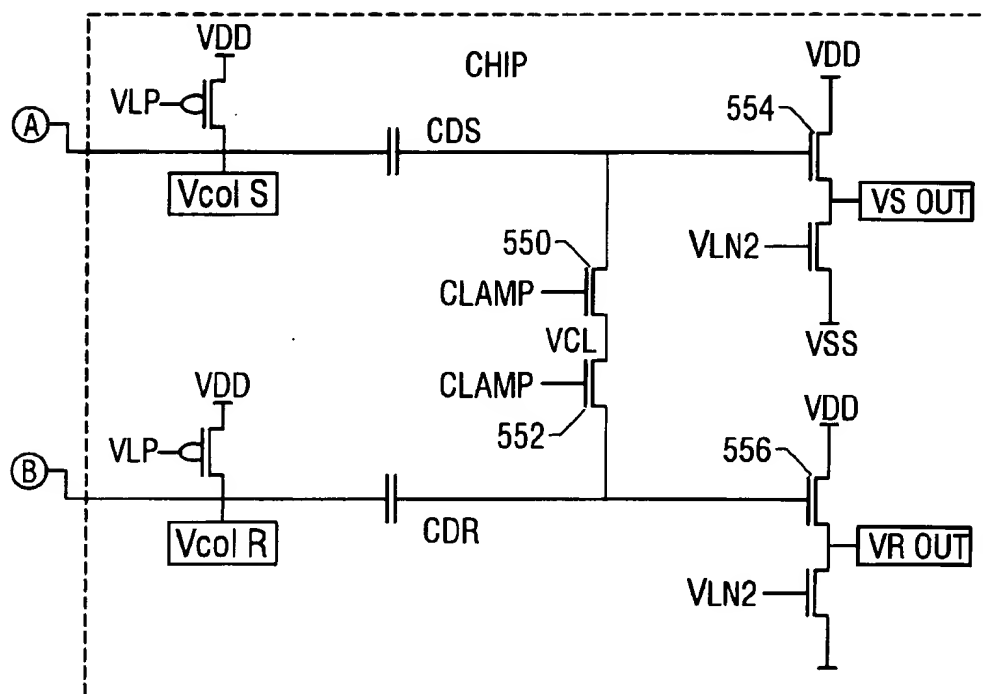 VDD
CHIP
VDD
VLP
554
A
CDS
Vcol S
VS OUT
550
VLN2
CLAMP
VCL
VSS
CLAMP
VDD
VDD
552
556
VLP
B
CDR
Vcol R
VR OUT
VLN2